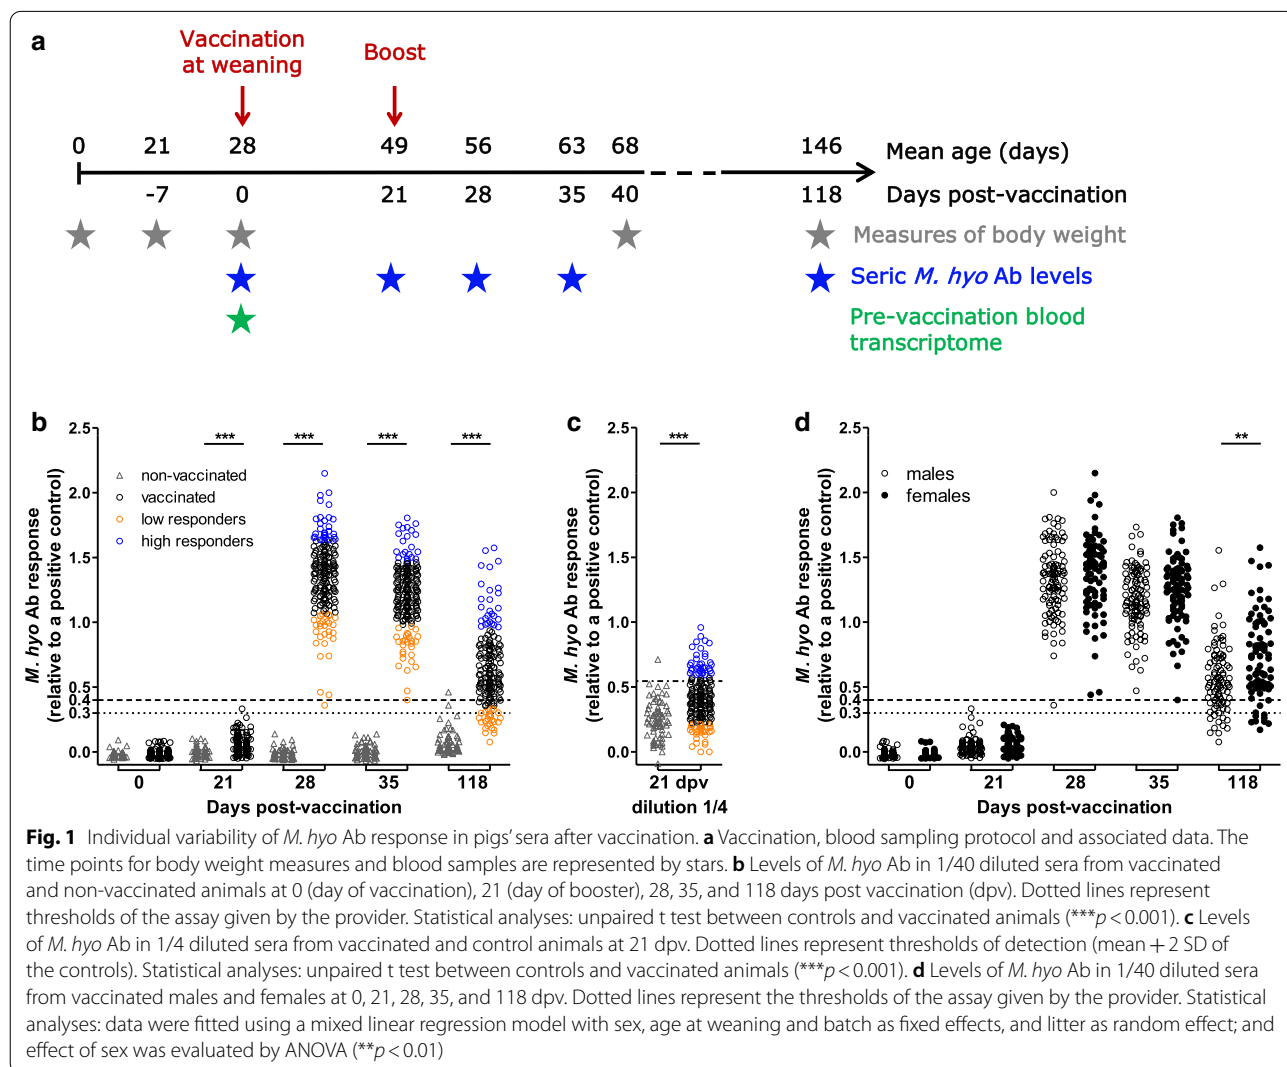 a
Vaccination
at weaning
Boost
0 21 28 49 56 63 68 146 Mean age (days)
-7 0 21 28 35 40 118 Days post-vaccination
Measures of body weight
Seric M. hyo Ab levels
Pre-vaccination blood
transcriptome
b
M. hyo Ab response
(relative to a positive control)
2.5
2.0
1.5
1.0
0.5
0.4
0.3
0.0
*** *** *** ***
non-vaccinated
vaccinated
low responders
high responders
0 21 28 35 118
Days post-vaccination
c
M. hyo Ab response
(relative to a positive control)
2.5
2.0
1.5
1.0
0.5
0.0
***
21 dpv
dilution 1/4
d
M. hyo Ab response
(relative to a positive control)
2.5
2.0
1.5
1.0
0.5
0.4
0.3
0.0
**
males
females
0 21 28 35 118
Days post-vaccination
Fig. 1 Individual variability of M. hyo Ab response in pigs' sera after vaccination. a Vaccination, blood sampling protocol and associated data. The
time points for body weight measures and blood samples are represented by stars. b Levels of M. hyo Ab in 1/40 diluted sera from vaccinated
and non-vaccinated animals at 0 (day of vaccination), 21 (day of booster), 28, 35, and 118 days post vaccination (dpv). Dotted lines represent
thresholds of the assay given by the provider. Statistical analyses: unpaired t test between controls and vaccinated animals (***p < 0.001). c Levels
of M. hyo Ab in 1/4 diluted sera from vaccinated and control animals at 21 dpv. Dotted lines represent thresholds of detection (mean + 2 SD of
the controls). Statistical analyses: unpaired t test between controls and vaccinated animals (***p < 0.001). d Levels of M. hyo Ab in 1/40 diluted sera
from vaccinated males and females at 0, 21, 28, 35, and 118 dpv. Dotted lines represent the thresholds of the assay given by the provider. Statistical
analyses: data were fitted using a mixed linear regression model with sex, age at weaning and batch as fixed effects, and litter as random effect; and
effect of sex was evaluated by ANOVA (**p < 0.01)